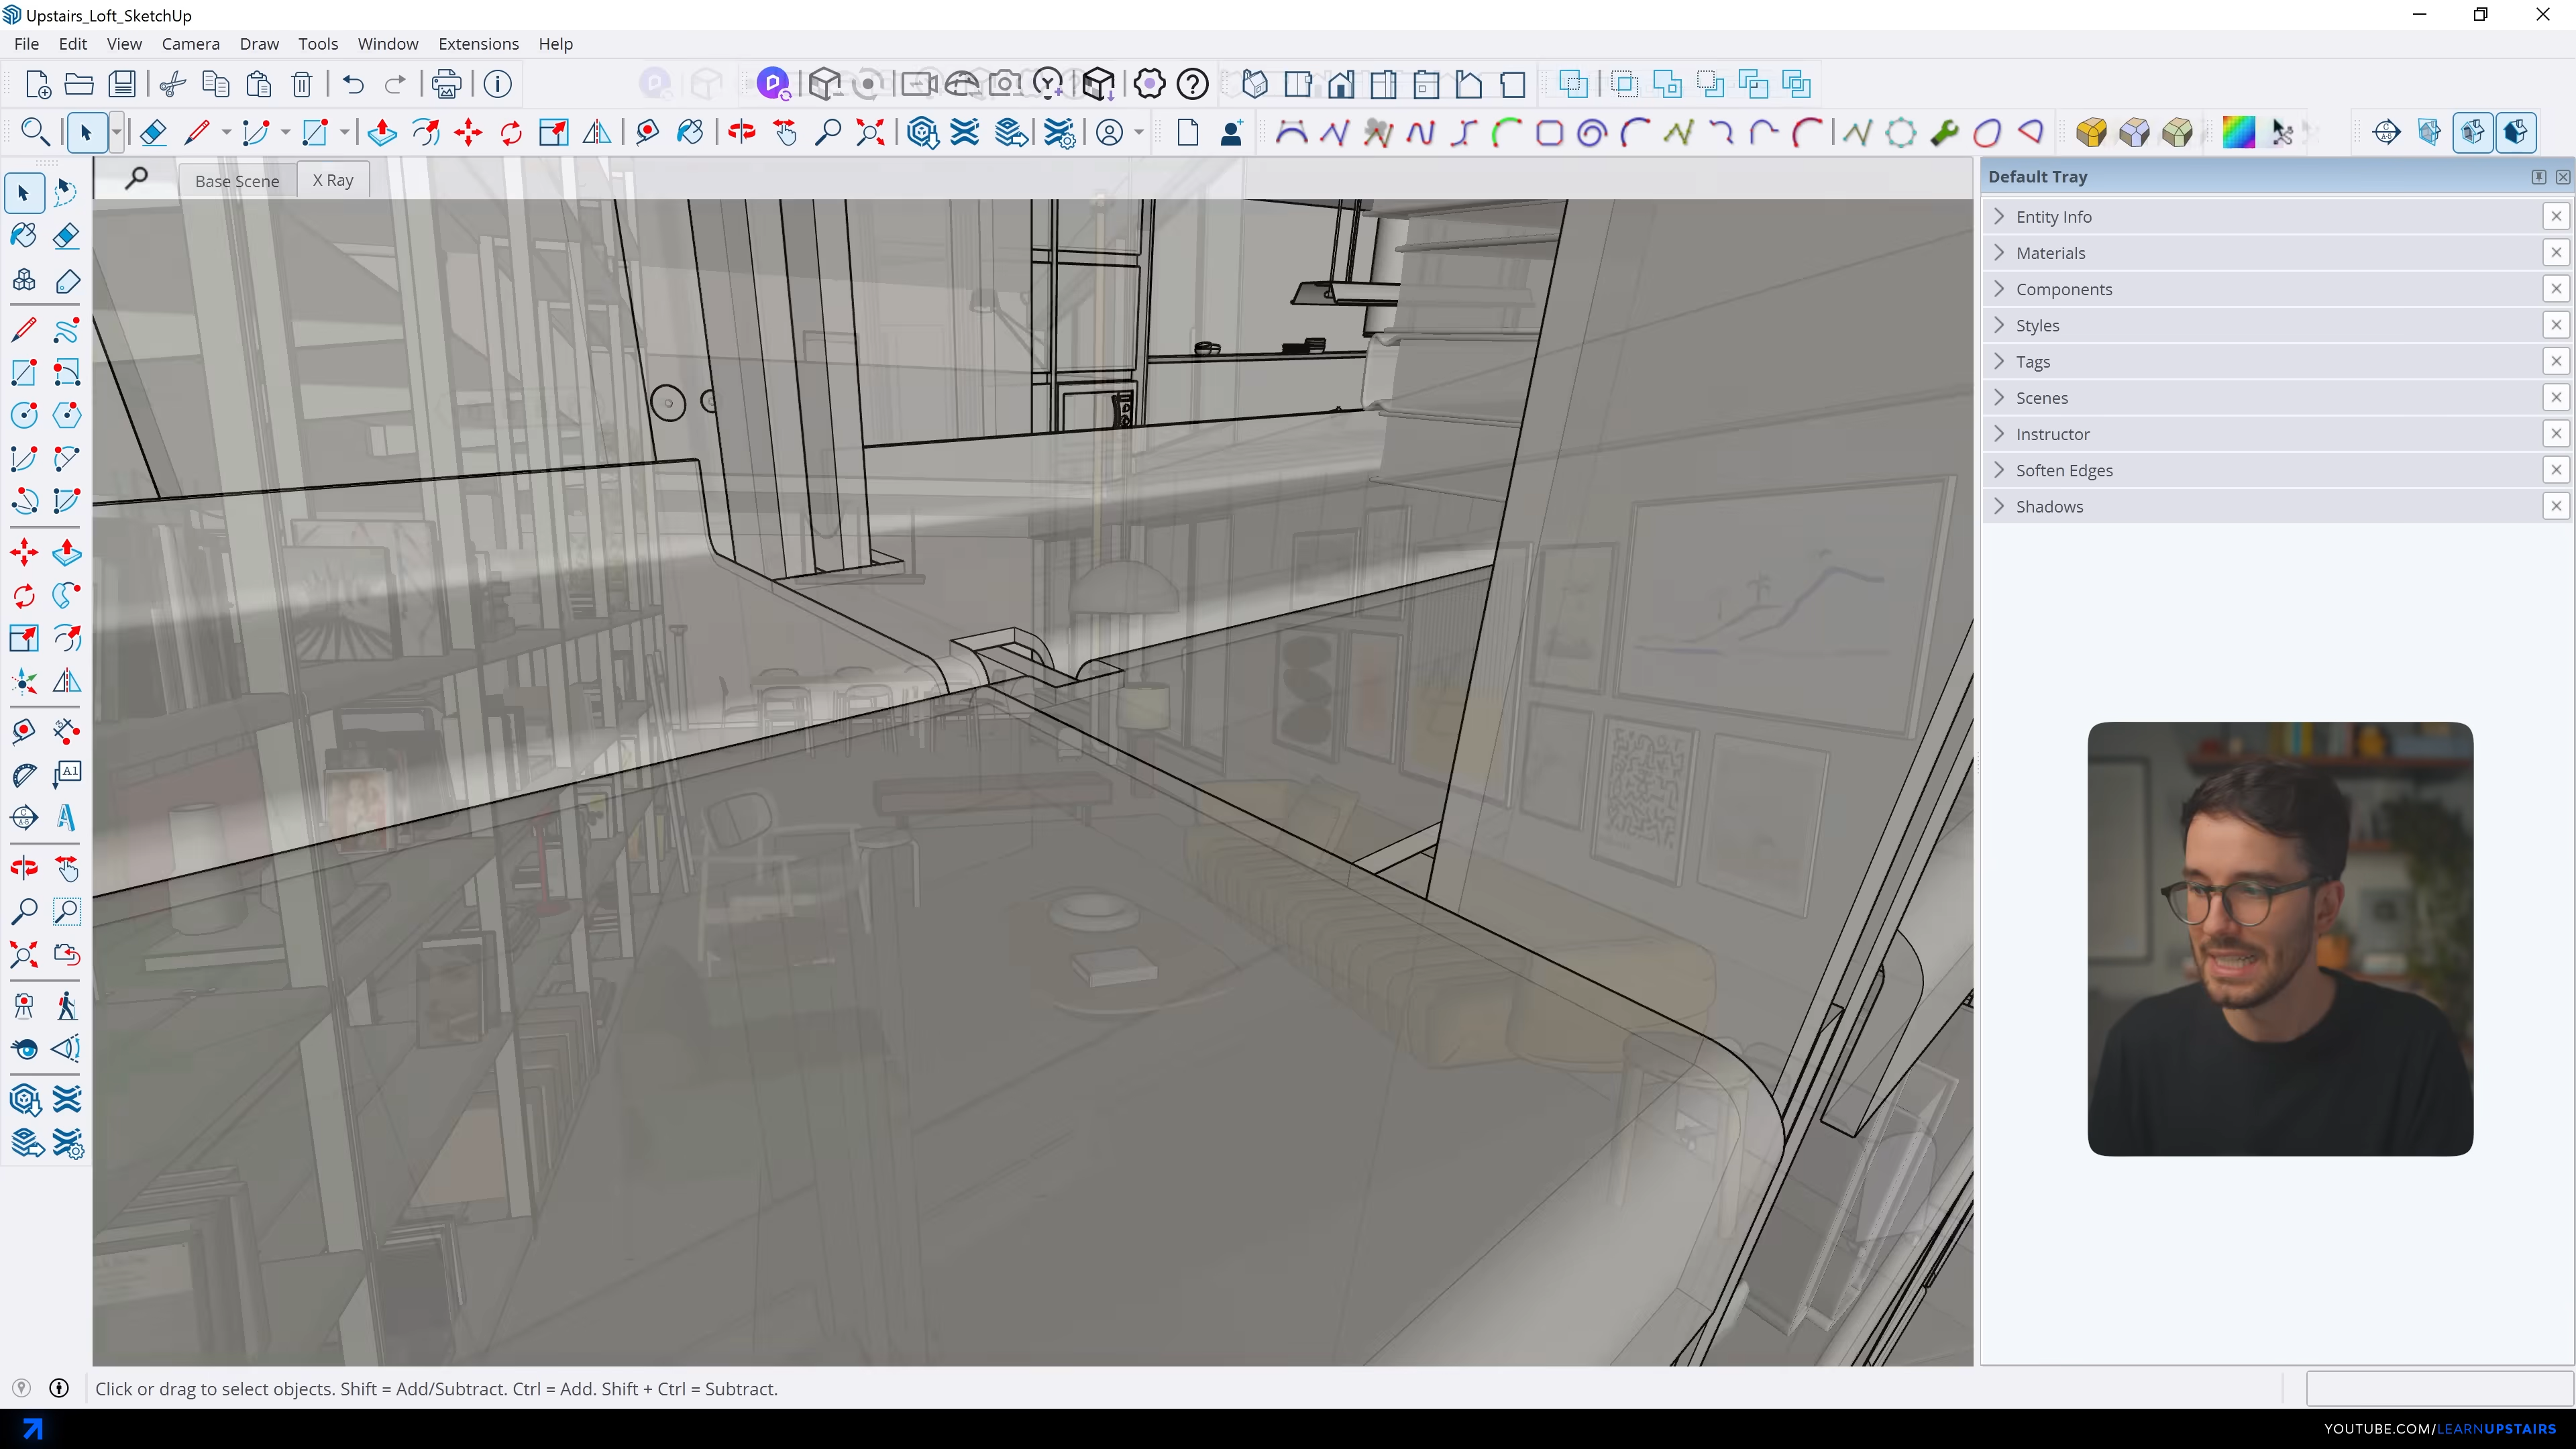 Upstairs_Loft_SketchUp
File Edit View Camera Draw Tools Window Extensions Help
Base Scene
X Ray
Default Tray
Entity Info
Materials
Components
Styles
Tags
Scenes
Instructor
Soften Edges
Shadows
A1
Click or drag to select objects. Shift = Add/Subtract. Ctrl = Add. Shift + Ctrl = Subtract.
YOUTUBE.COM/LEARNUPSTAIRS